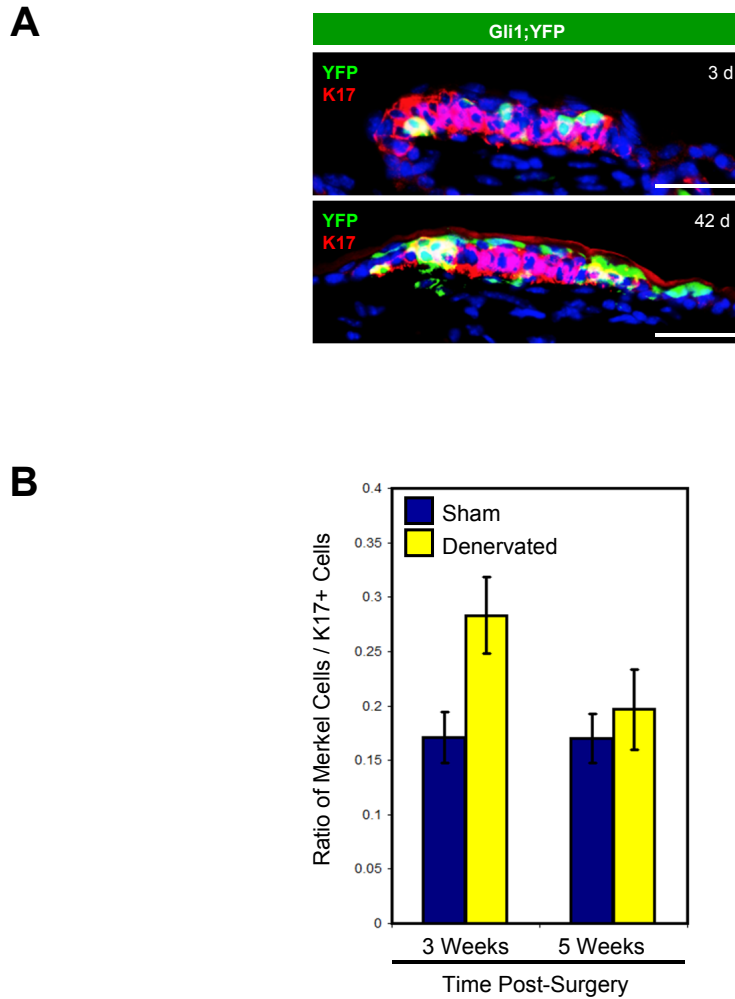 A
Gli1;YFP
YFP
K17
3 d
YFP
K17
42 d
B
Ratio of Merkel Cells / K17+ Cells
0.4
0.35
0.3
0.25
0.2
0.15
0.1
0.05
0
Sham
Denervated
3 Weeks
5 Weeks
Time Post-Surgery